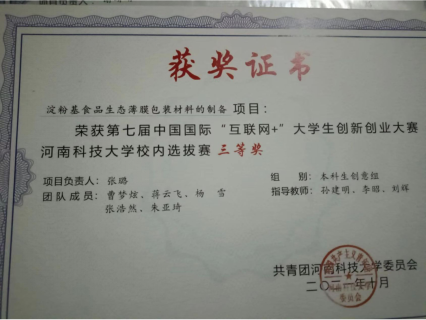 获奖证书
淀粉基食品生态薄膜包装材料的制备 项目:
荣获第七届中国国际“互联网+”大学生创新创业大赛
河南科技大学校内选拔赛 三等奖
项目负责人:张璐 组 别:本科生创意组
团队成员:曹梦炫、蒋云飞、杨 雪 指导教师:孙建明、李昭、刘辉
张浩然、朱亚琦
共青团河南科技大学委员会
二〇二一年十月